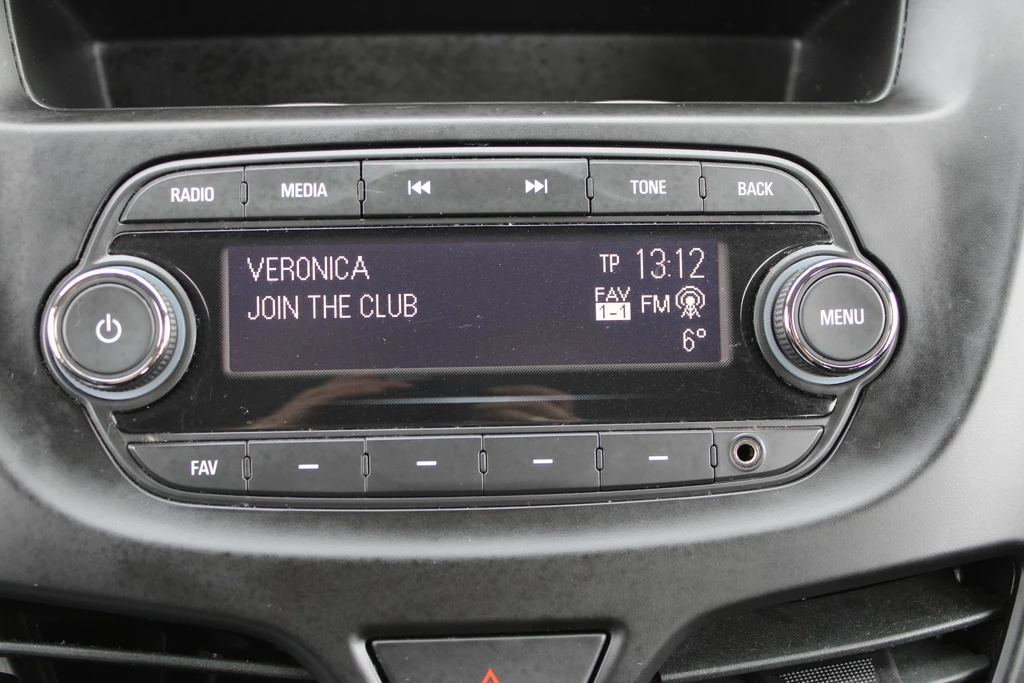 RADIO MEDIA TONE BACK
VERONICA TP 13:12
JOIN THE CLUB FAV 1-1 FM
6°
MENU
FAV